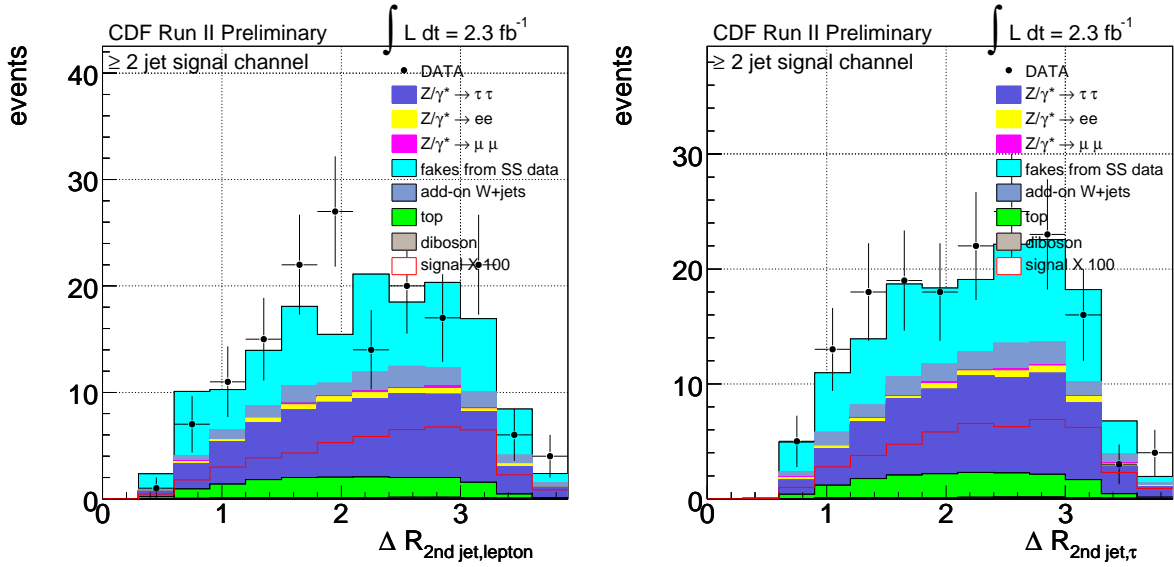 CDF Run II Preliminary ∫ L dt = 2.3 fb⁻¹
≥ 2 jet signal channel
events
40
30
20
10
0
DATA
Z/γ* → τ τ
Z/γ* → ee
Z/γ* → μ μ
fakes from SS data
add-on W+jets
top
diboson
signal X 100
0 1 2 3
Δ R 2nd jet,lepton
CDF Run II Preliminary ∫ L dt = 2.3 fb⁻¹
≥ 2 jet signal channel
events
30
20
10
0
DATA
Z/γ* → τ τ
Z/γ* → ee
Z/γ* → μ μ
fakes from SS data
add-on W+jets
top
diboson
signal X 100
0 1 2 3
Δ R 2nd jet,τ